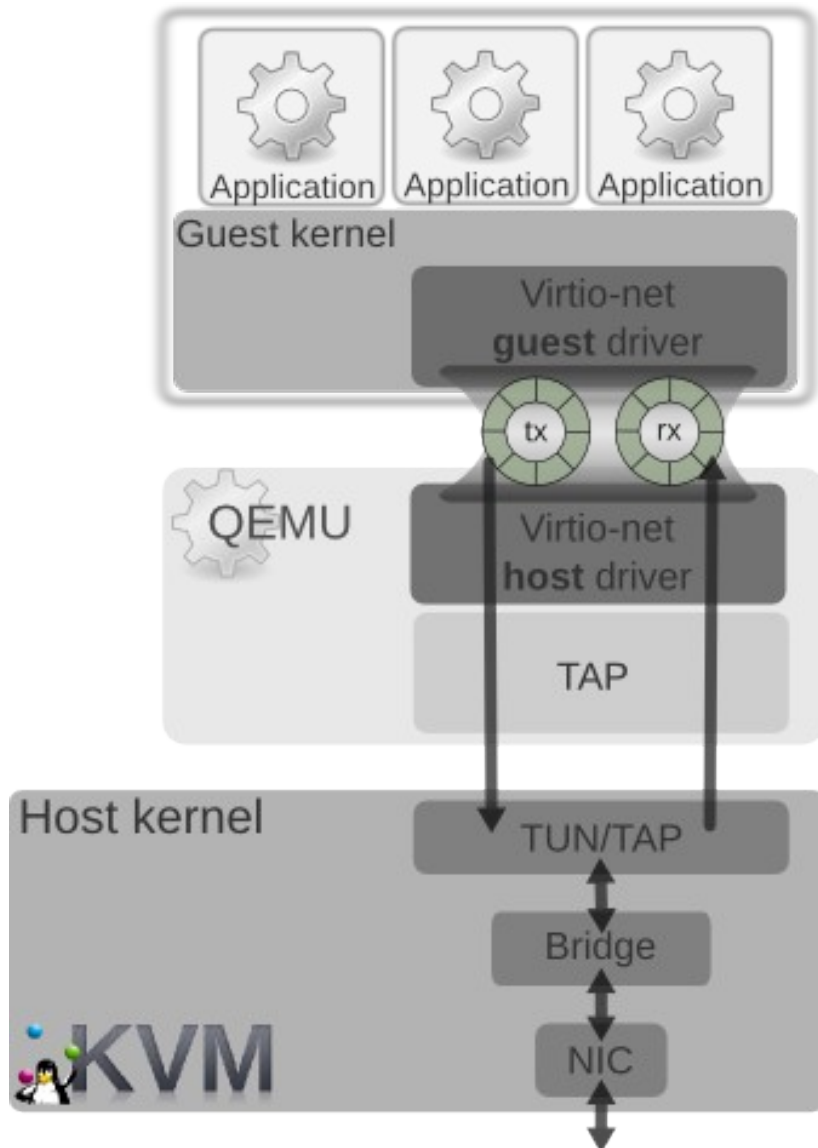 Application Application Application
Guest kernel
Virtio-net
guest driver
tx rx
QEMU
Virtio-net
host driver
TAP
Host kernel
TUN/TAP
Bridge
NIC
KVM